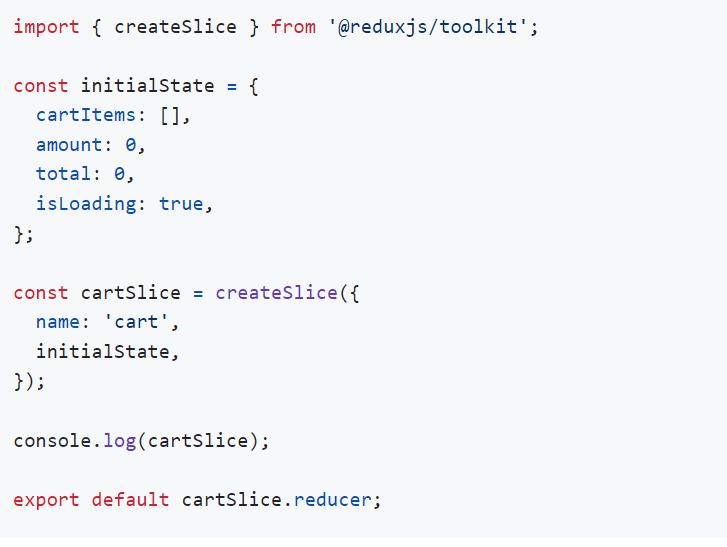 import { createSlice } from '@reduxjs/toolkit';
const initialState = {
  cartItems: [],
  amount: 0,
  total: 0,
  isLoading: true,
};
const cartSlice = createSlice({
  name: 'cart',
  initialState,
});
console.log(cartSlice);
export default cartSlice.reducer;